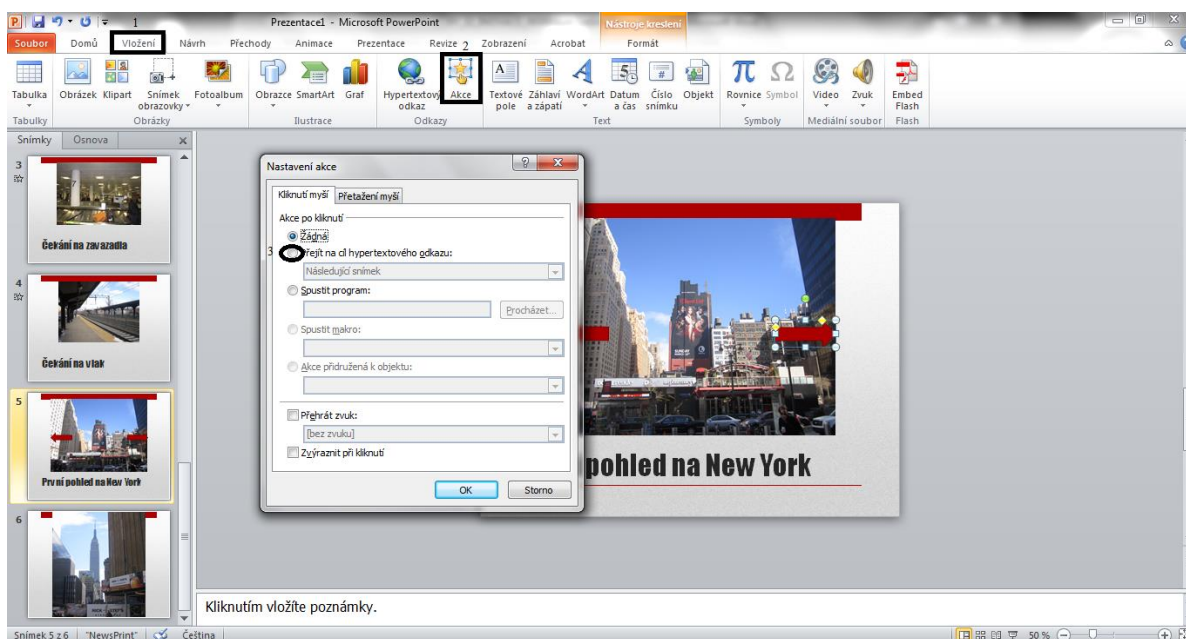 1 Prezentace1 - Microsoft PowerPoint Nástroje kreslení
Soubor Domů Vložení Návrh Přechody Animace Prezentace Revize 2 Zobrazení Acrobat Formát
Tabulka Obrázek Klipart Snímek obrazovky Fotoalbum Obrazce SmartArt Graf Hypertextový odkaz Akce Textové pole Záhlaví a zápatí WordArt Datum a čas Číslo snímku Objekt Rovnice Symbol Video Zvuk Embed Flash
Tabulky Obrázky Ilustrace Odkazy Text Symboly Mediální soubor Flash
Snímky Osnova
3
Čekání na zavazadla
4
Čekání na vlak
5
První pohled na New York
6
Nastavení akce
Kliknutí myší Přetažení myší
Akce po kliknutí
Žádná
3 Přejít na cíl hypertextového odkazu:
Následující snímek
Spustit program:
Procházet...
Spustit makro:
Akce přidružená k objektu:
Přehrát zvuk:
[bez zvuku]
Zvýraznit při kliknutí
OK Storno
pohled na New York
Kliknutím vložíte poznámky.
Snímek 5 z 6 "NewsPrint" Čeština 50 %